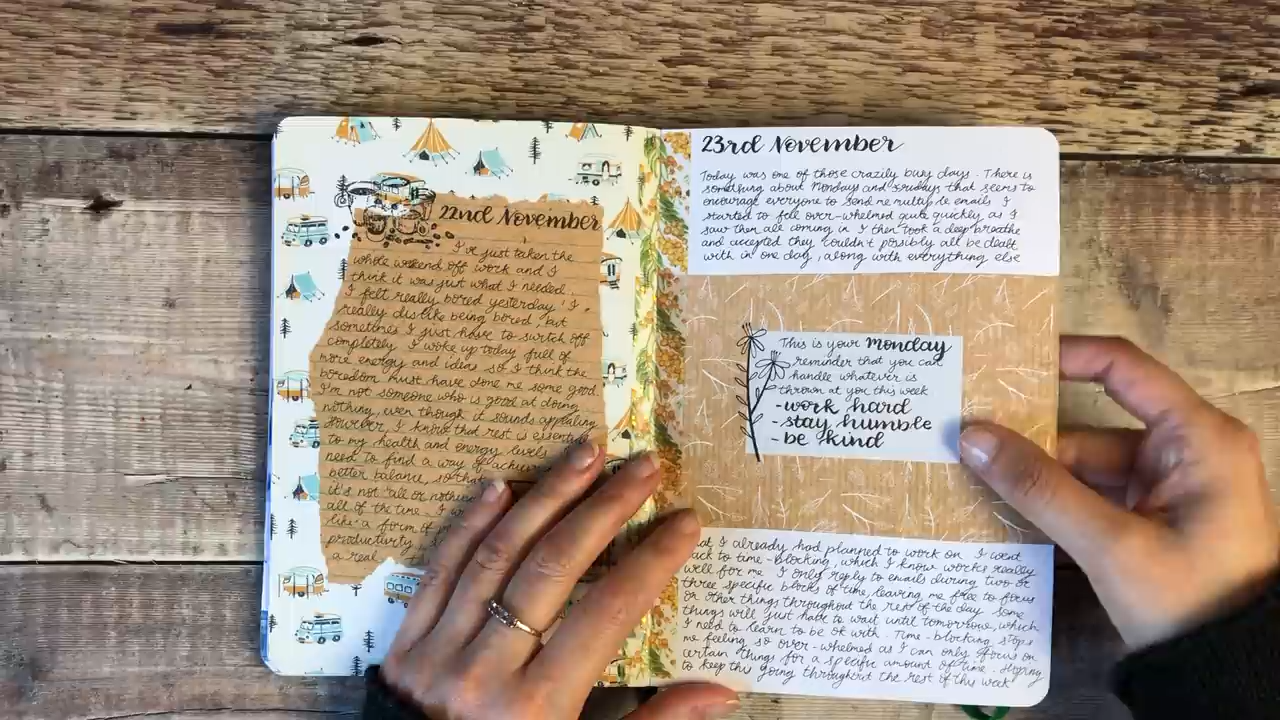 22nd November
I've just taken the
whole weekend off work and I
think it was just what I needed.
I felt really bored yesterday! I
really dislike being bored, but
sometimes I just have to switch off
completely. I woke up today full of
more energy and ideas so I think the
boredom must have done me some good.
I'm not someone who is good at doing
nothing, even though it sounds appealing
However, I know that rest is essential
to my health and energy levels
need to find a way of
better balance, so that
it's not "all or nothing
all of the time. I
like a form of
productivity,
a real
23rd November
Today was one of those crazily busy days. There is
something about Mondays and Fridays that seems to
encourage everyone to send me multiple emails. I
started to fell over-whelmed quite quickly as I
saw them all coming in. I then took a deep breathe
and accepted they couldn't possibly all be dealt
with in one day, along with everything else
This is your Monday
reminder that you can
handle whatever is
thrown at you this week
-work hard
-stay humble
-be kind
that I already had planned to work on. I went
back to time-blocking, which I know works really
well for me. I only reply to emails during two or
three specific blocks of time, leaving me free to focus
on other things throughout the rest of the day. Some
things will just have to wait until tomorrow, which
I need to learn to be ok with. Time-blocking stops
me feeling so over-whelmed as I can only focus on
certain things for a specific amount of time. Hoping
to keep this going throughout the rest of this week